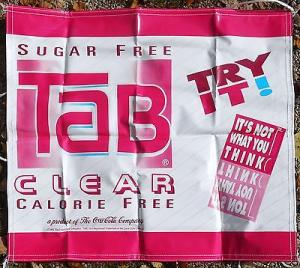 SUGAR FREE
TaB
®
CLEAR
CALORIE FREE
a product of The Coca-Cola Company
TRY
IT!
IT'S NOT
WHAT YOU
THINK!
THINK!
WHAT YOU
IT'S NOT